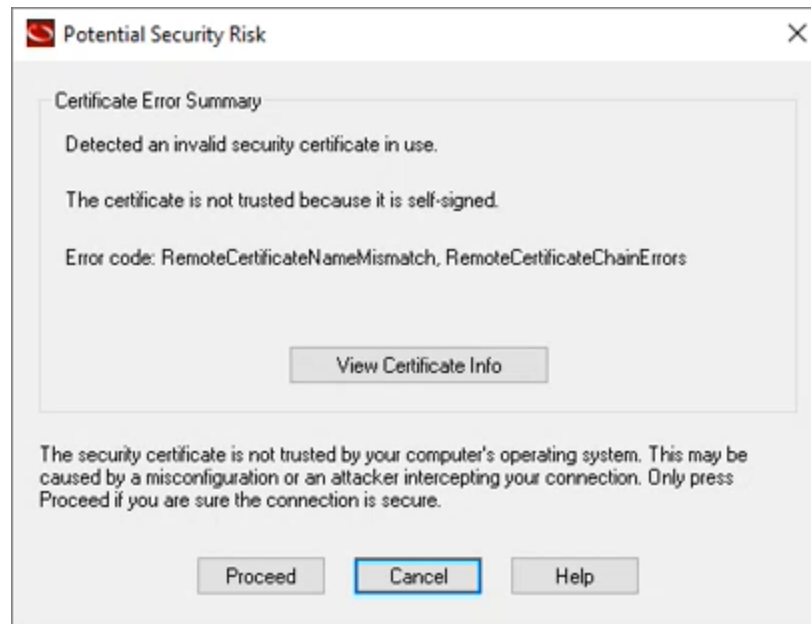 Potential Security Risk
Certificate Error Summary
Detected an invalid security certificate in use.
The certificate is not trusted because it is self-signed.
Error code: RemoteCertificateNameMismatch, RemoteCertificateChainErrors
View Certificate Info
The security certificate is not trusted by your computer's operating system. This may be
caused by a misconfiguration or an attacker intercepting your connection. Only press
Proceed if you are sure the connection is secure.
Proceed Cancel Help